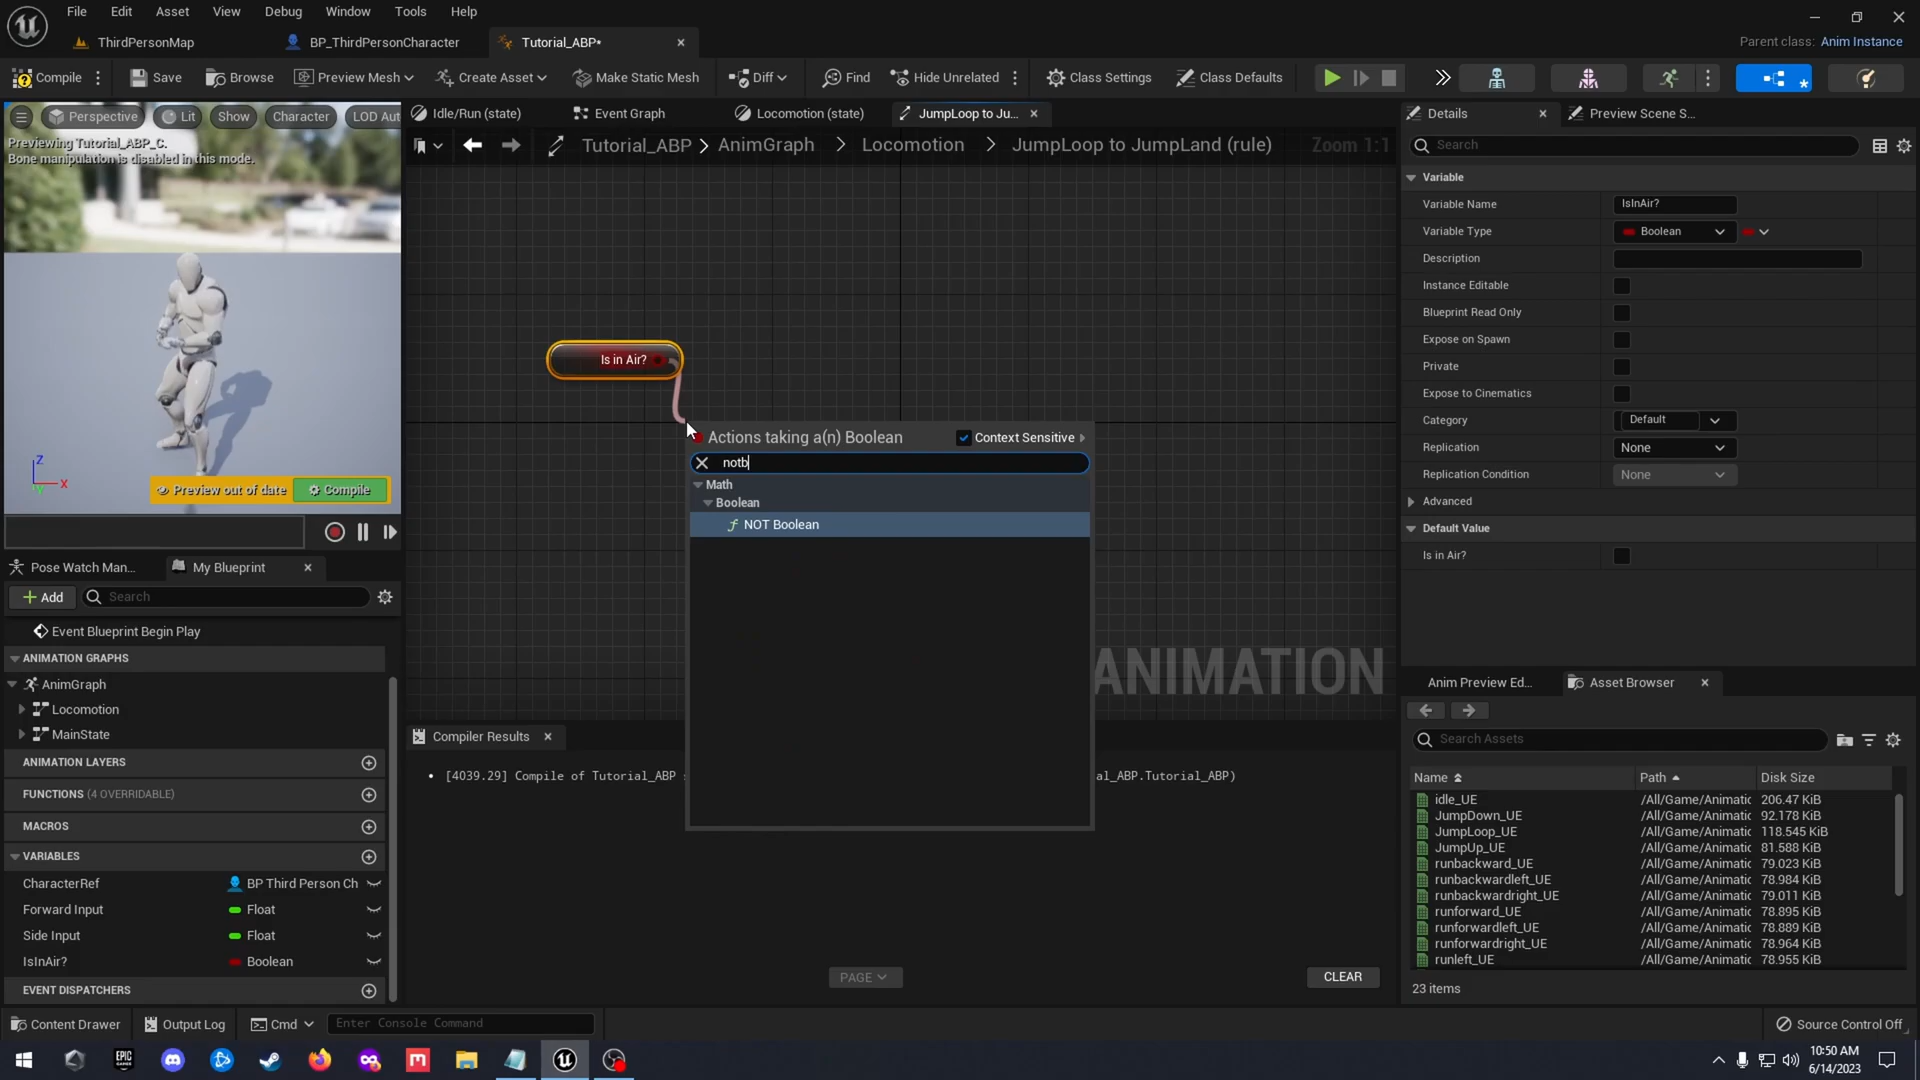 File Edit Asset View Debug Window Tools Help
ThirdPersonMap BP_ThirdPersonCharacter Tutorial_ABP*
Parent class: Anim Instance
Compile Save Browse Preview Mesh Create Asset Make Static Mesh Diff Find Hide Unrelated Class Settings Class Defaults
Perspective Lit Show Character LOD Aut
Previewing Tutorial_ABP_C.
Bone manipulation is disabled in this mode.
Z
X
Preview out of date Compile
Pose Watch Man... My Blueprint
Add Search
Event Blueprint Begin Play
ANIMATION GRAPHS
AnimGraph
Locomotion
MainState
ANIMATION LAYERS
FUNCTIONS (4 OVERRIDABLE)
MACROS
VARIABLES
CharacterRef BP Third Person Ch
Forward Input Float
Side Input Float
IsInAir? Boolean
EVENT DISPATCHERS
Idle/Run (state) Event Graph Locomotion (state) JumpLoop to Ju...
Tutorial_ABP > AnimGraph > Locomotion > JumpLoop to JumpLand (rule) Zoom 1:1
Is in Air?
Actions taking a(n) Boolean Context Sensitive
notb
Math
Boolean
f NOT Boolean
ANIMATION
Compiler Results
• [4039.29] Compile of Tutorial_ABP al_ABP.Tutorial_ABP)
PAGE CLEAR
Details Preview Scene S...
Search
Variable
Variable Name IsInAir?
Variable Type Boolean
Description
Instance Editable
Blueprint Read Only
Expose on Spawn
Private
Expose to Cinematics
Category Default
Replication None
Replication Condition None
Advanced
Default Value
Is in Air?
Anim Preview Ed... Asset Browser
Search Assets
Name Path Disk Size
idle_UE /All/Game/Animatic 206.47 KiB
JumpDown_UE /All/Game/Animatic 92.178 KiB
JumpLoop_UE /All/Game/Animatic 118.545 KiB
JumpUp_UE /All/Game/Animatic 81.588 KiB
runbackward_UE /All/Game/Animatic 79.023 KiB
runbackwardleft_UE /All/Game/Animatic 78.984 KiB
runbackwardright_UE /All/Game/Animatic 79.011 KiB
runforward_UE /All/Game/Animatic 78.895 KiB
runforwardleft_UE /All/Game/Animatic 78.889 KiB
runforwardright_UE /All/Game/Animatic 78.964 KiB
runleft_UE /All/Game/Animatic 78.955 KiB
23 items
Content Drawer Output Log Cmd Enter Console Command Source Control Off
EPIC GAMES
10:50 AM
6/14/2023